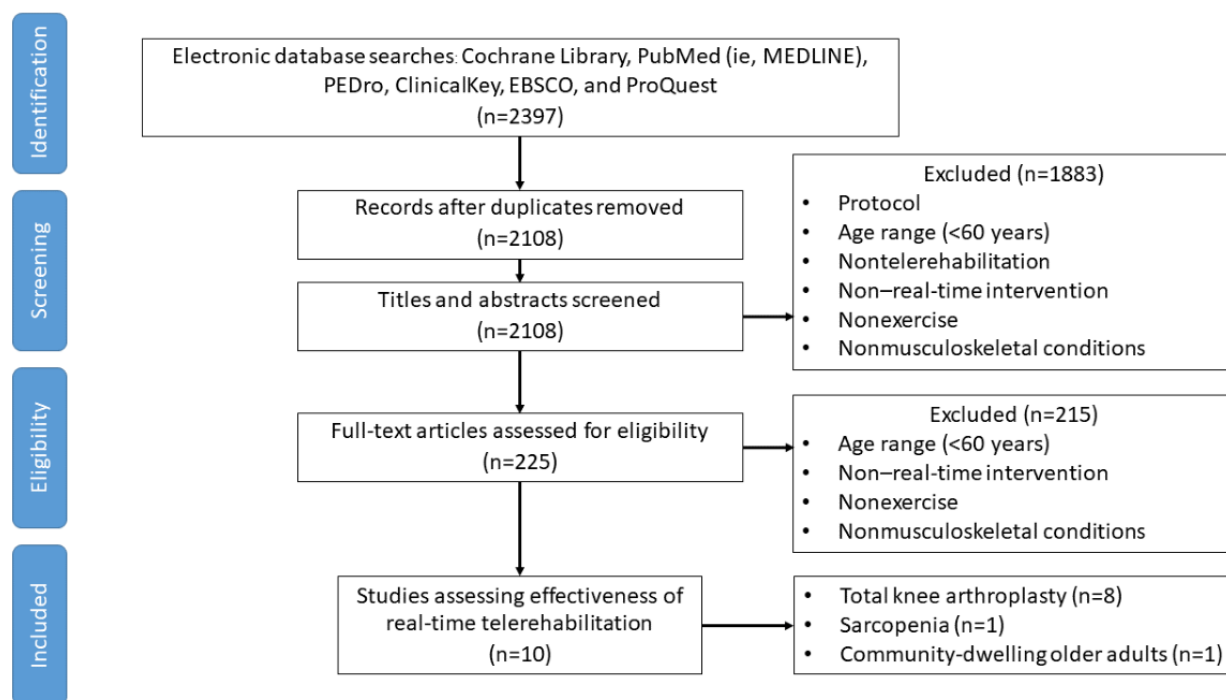 Identification
Electronic database searches: Cochrane Library, PubMed (ie, MEDLINE),
PEDro, ClinicalKey, EBSCO, and ProQuest
(n=2397)
Screening
Records after duplicates removed
(n=2108)
Titles and abstracts screened
(n=2108)
Excluded (n=1883)
• Protocol
• Age range (<60 years)
• Nontelerehabilitation
• Non–real-time intervention
• Nonexercise
• Nonmusculoskeletal conditions
Eligibility
Full-text articles assessed for eligibility
(n=225)
Excluded (n=215)
• Age range (<60 years)
• Non–real-time intervention
• Nonexercise
• Nonmusculoskeletal conditions
Included
Studies assessing effectiveness of
real-time telerehabilitation
(n=10)
• Total knee arthroplasty (n=8)
• Sarcopenia (n=1)
• Community-dwelling older adults (n=1)